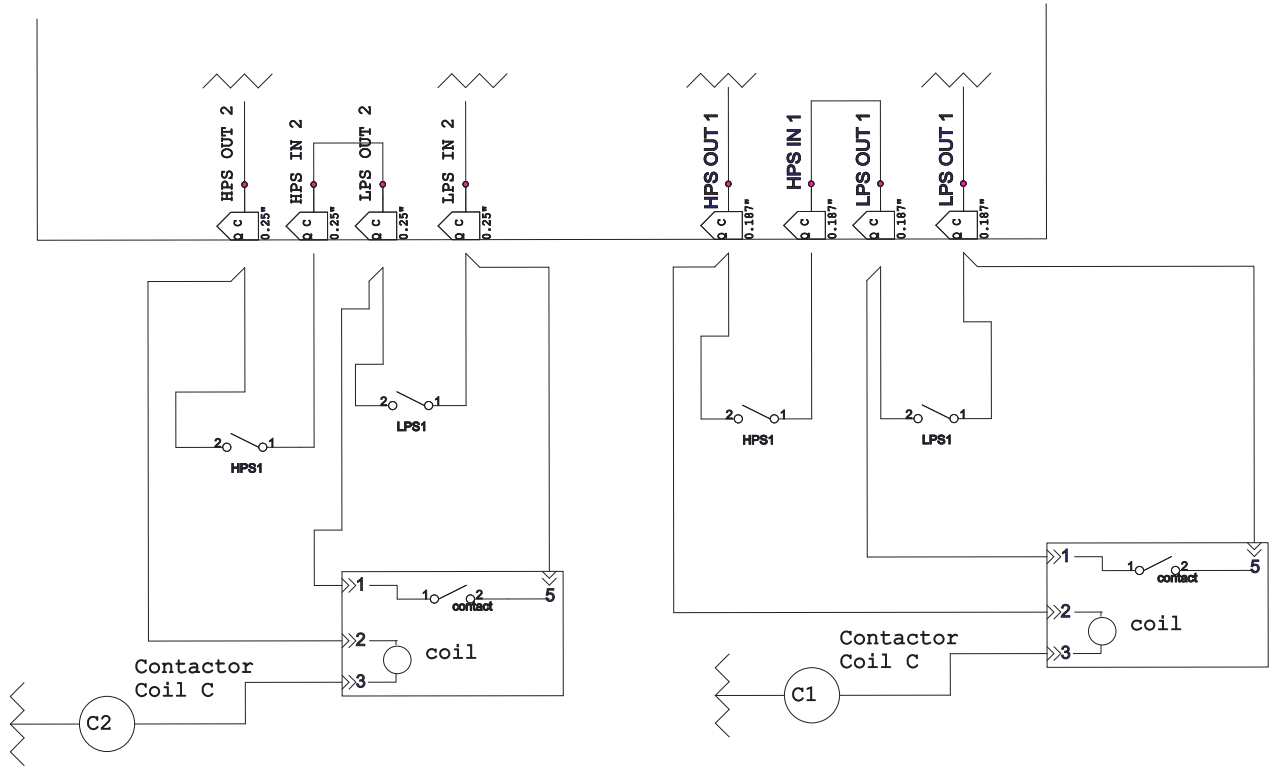 HPS OUT 2
HPS IN 2
LPS OUT 2
LPS IN 2
HPS OUT 1
HPS IN 1
LPS OUT 1
LPS OUT 1
Q C
0.25"
Q C
0.25"
Q C
0.25"
Q C
0.25"
Q C
0.187"
Q C
0.187"
Q C
0.187"
Q C
0.187"
2 1
LPS1
2 1
HPS1
2 1
HPS1
2 1
LPS1
1
1 2
contact
5
2
coil
3
Contactor
Coil C
C2
1
1 2
contact
5
2
coil
3
Contactor
Coil C
C1